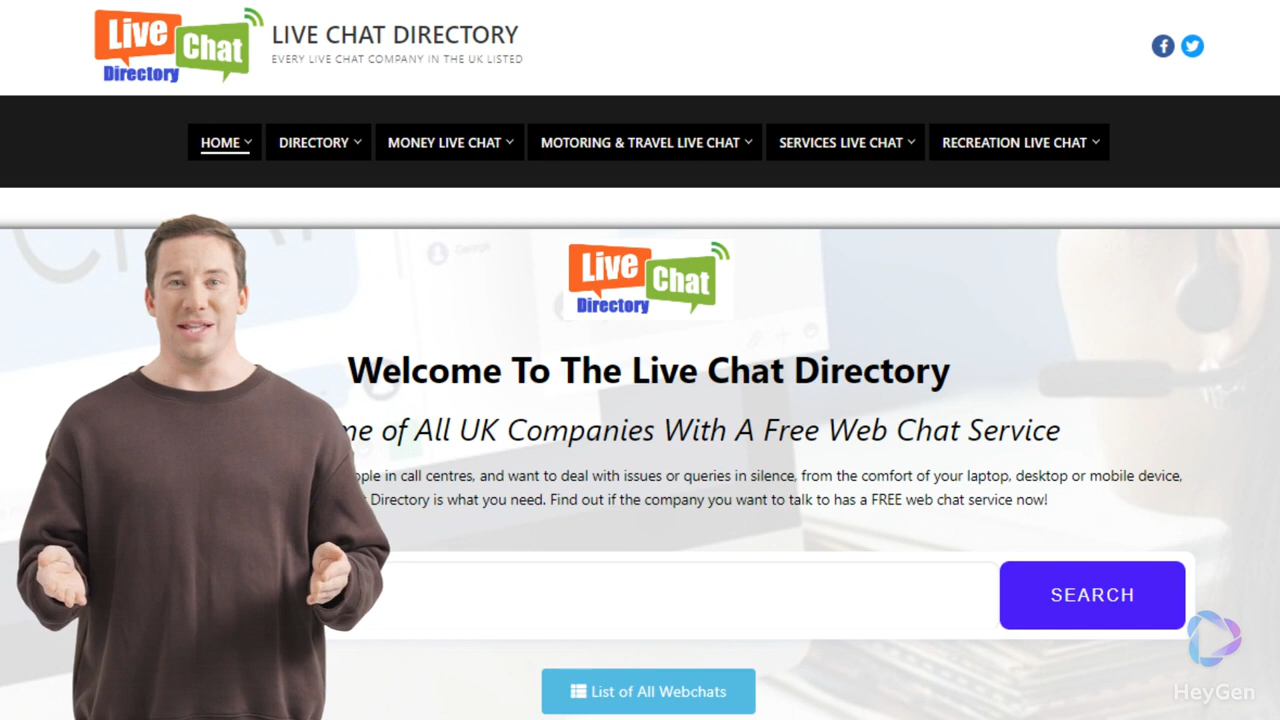 Live Chat Directory
LIVE CHAT DIRECTORY
EVERY LIVE CHAT COMPANY IN THE UK LISTED
HOME
DIRECTORY
MONEY LIVE CHAT
MOTORING & TRAVEL LIVE CHAT
SERVICES LIVE CHAT
RECREATION LIVE CHAT
George
Live Chat Directory
Welcome To The Live Chat Directory
me of All UK Companies With A Free Web Chat Service
ople in call centres, and want to deal with issues or queries in silence, from the comfort of your laptop, desktop or mobile device,
Directory is what you need. Find out if the company you want to talk to has a FREE web chat service now!
SEARCH
List of All Webchats
HeyGen